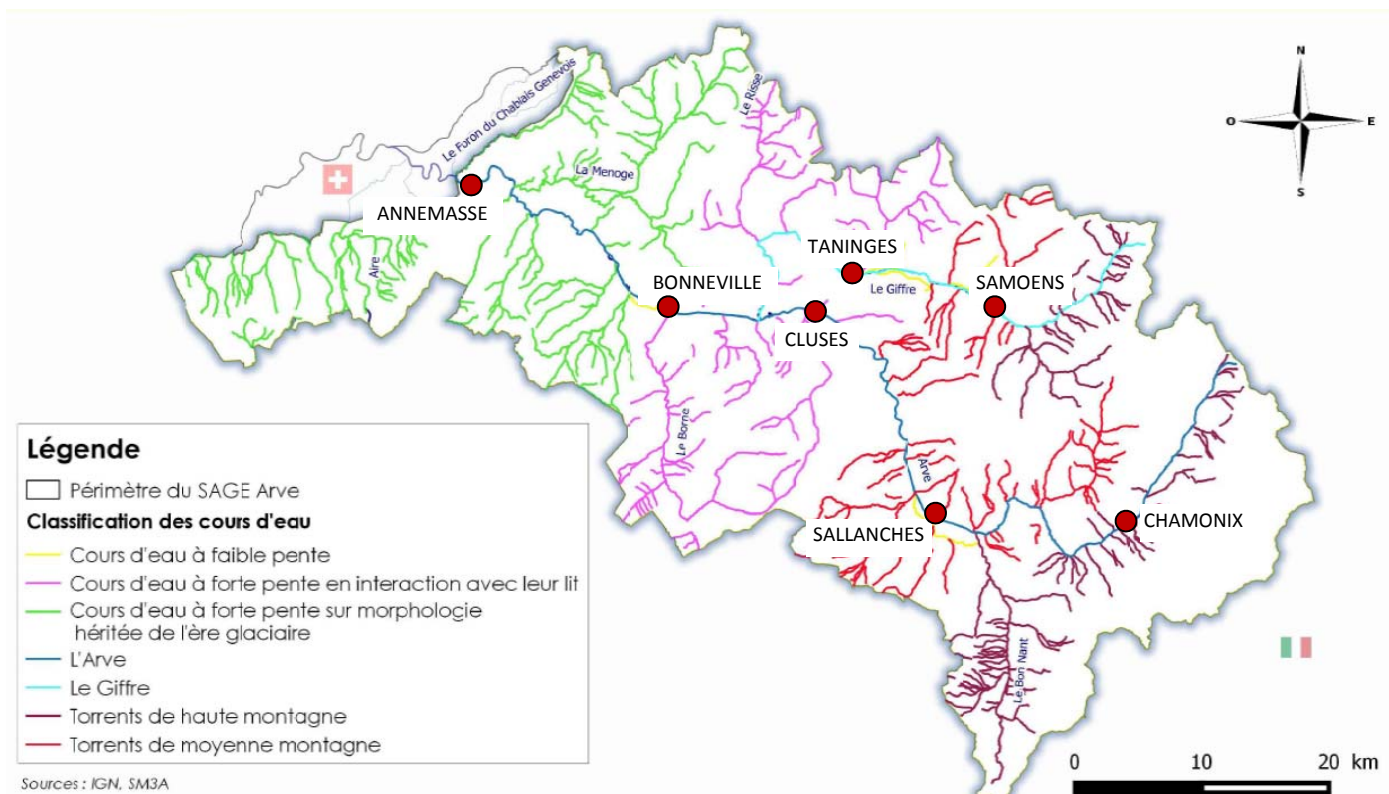 N
O
E
S
Le Foron du Chablais Genevois
Le Risse
La Menoge
ANNEMASSE
Aire
TANINGES
BONNEVILLE
Le Giffre
SAMOENS
CLUSES
Le Borne
Arve
SALLANCHES
CHAMONIX
Le Bon Nant
Légende
Périmètre du SAGE Arve
Classification des cours d'eau
Cours d'eau à faible pente
Cours d'eau à forte pente en interaction avec leur lit
Cours d'eau à forte pente sur morphologie
héritée de l'ère glaciaire
L'Arve
Le Giffre
Torrents de haute montagne
Torrents de moyenne montagne
0 10 20 km
Sources : IGN, SM3A